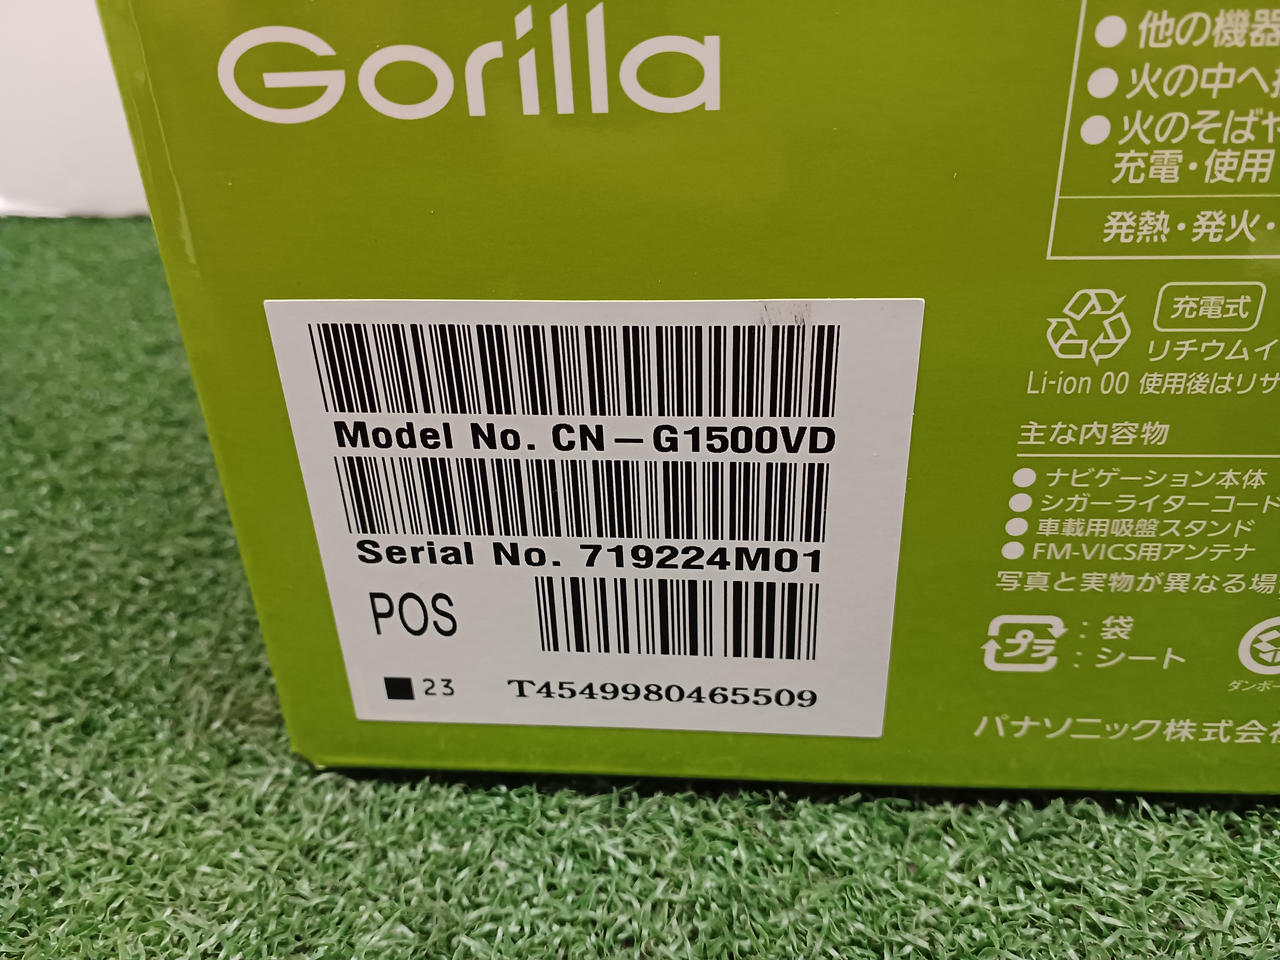 Gorilla
● 他の機器
● 火の中へ
● 火のそばや
充電・使用
発熱・発火・
充電式
リチウムイ
Li-ion 00 使用後はリサ
主な内容物
● ナビゲーション本体
● シガーライターコード
● 車載用吸盤スタンド
● FM-VICS用アンテナ
写真と実物が異なる場
プラ
: 袋
: シート
ダンボー
パナソニック株式会社
Model No. CN－G1500VD
Serial No. 719224M01
POS
■ 23
T4549980465509